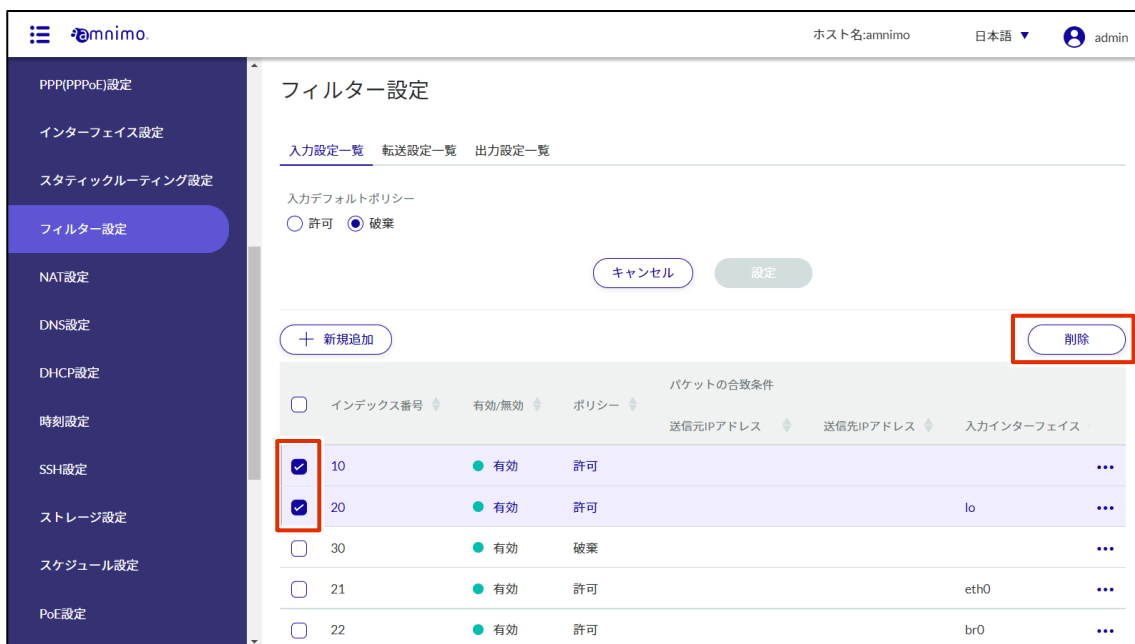 amnimo.
ホスト名:amnimo 日本語 ▼ admin
PPP(PPPoE)設定
インターフェイス設定
スタティックルーティング設定
フィルター設定
NAT設定
DNS設定
DHCP設定
時刻設定
SSH設定
ストレージ設定
スケジュール設定
PoE設定
フィルター設定
入力設定一覧 転送設定一覧 出力設定一覧
入力デフォルトポリシー
許可 破棄
キャンセル 設定
新規追加 削除
パケットの合致条件
インデックス番号 有効/無効 ポリシー
送信元IPアドレス 送信先IPアドレス 入力インターフェイス
10 有効 許可
20 有効 許可 lo
30 有効 破棄
21 有効 許可 eth0
22 有効 許可 br0